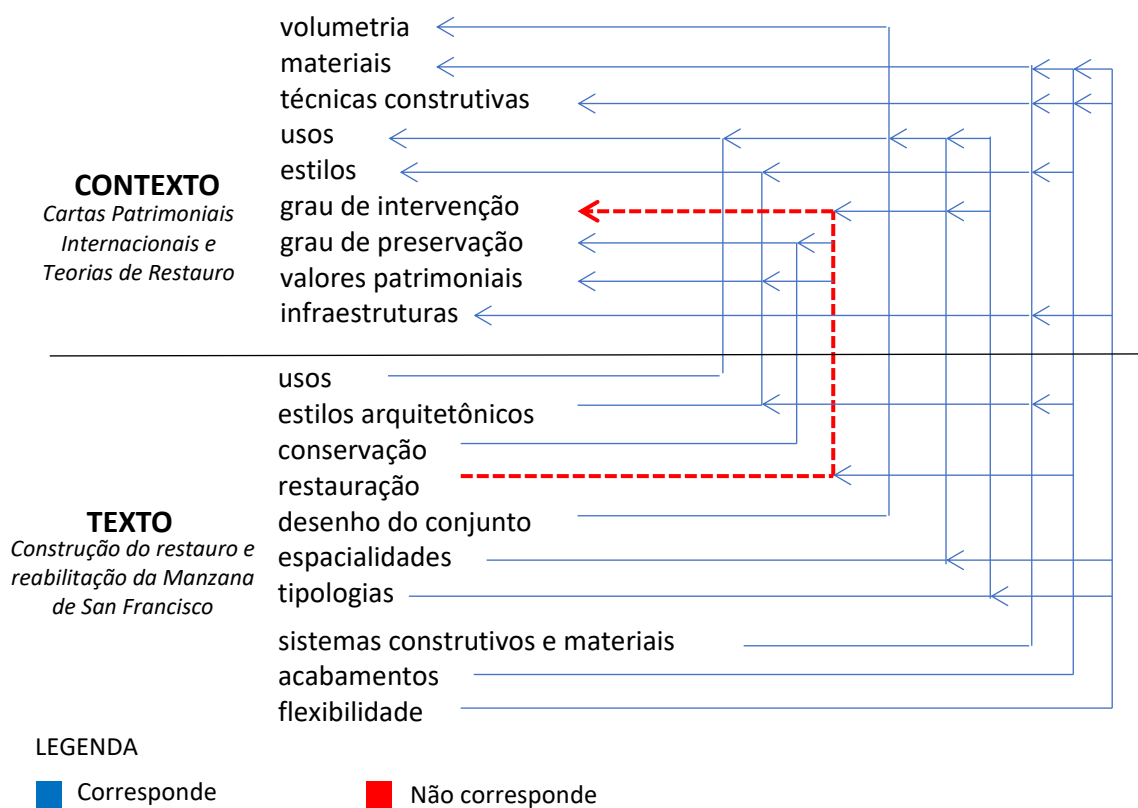 volumetria
materiais
técnicas construtivas
usos
estilos
CONTEXTO
Cartas Patrimoniais
Internacionais e
Teorias de Restauro
grau de intervenção
grau de preservação
valores patrimoniais
infraestruturas
usos
estilos arquitetônicos
conservação
restauração
TEXTO
Construção do restauro e
reabilitação da Manzana
de San Francisco
desenho do conjunto
espacialidades
tipologias
sistemas construtivos e materiais
acabamentos
flexibilidade
LEGENDA
Corresponde
Não corresponde